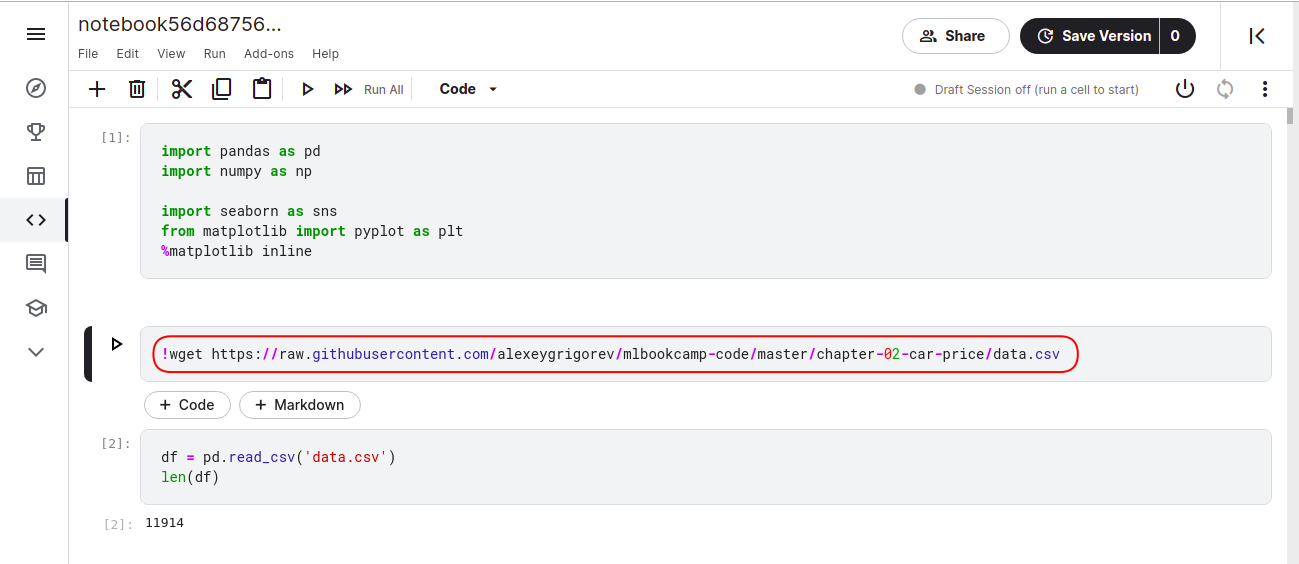 notebook56d68756...
File Edit View Run Add-ons Help
Share
Save Version 0
Run All
Code
Draft Session off (run a cell to start)
[1]:
import pandas as pd
import numpy as np
import seaborn as sns
from matplotlib import pyplot as plt
%matplotlib inline
!wget https://raw.githubusercontent.com/alexeygrigorev/mlbookcamp-code/master/chapter-02-car-price/data.csv
+ Code + Markdown
[2]:
df = pd.read_csv('data.csv')
len(df)
[2]: 11914